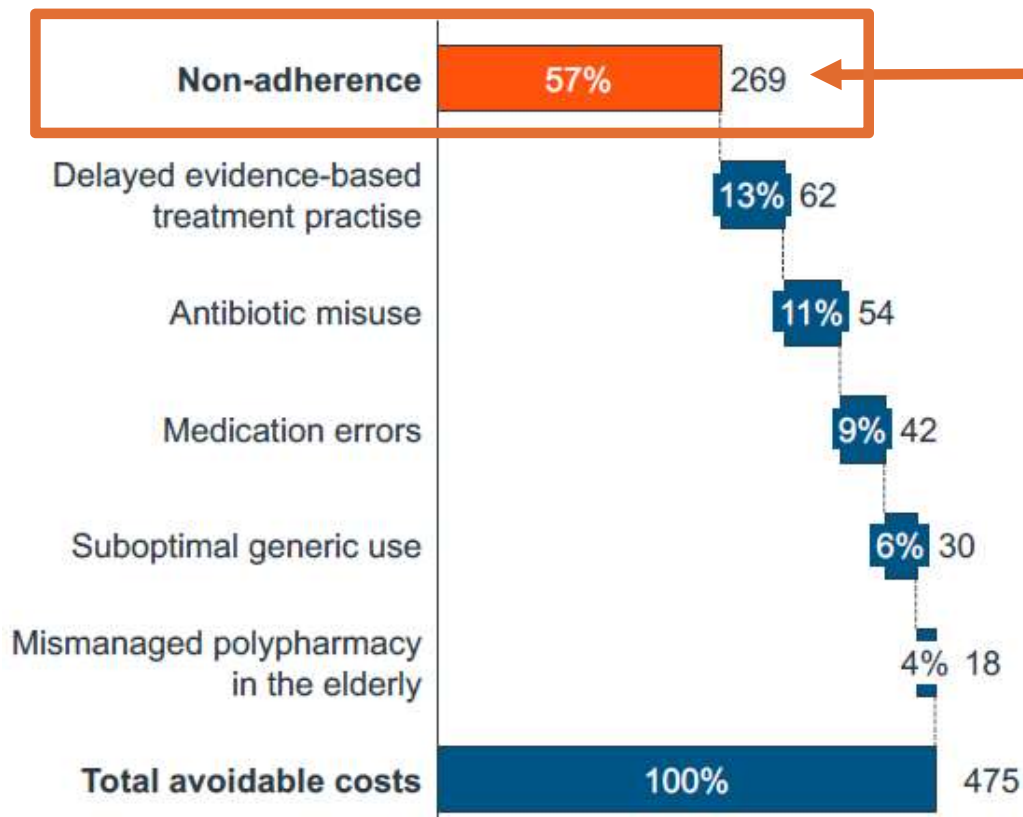 Non-adherence 57% 269
Delayed evidence-based
treatment practise 13% 62
Antibiotic misuse 11% 54
Medication errors 9% 42
Suboptimal generic use 6% 30
Mismanaged polypharmacy
in the elderly 4% 18
Total avoidable costs 100% 475